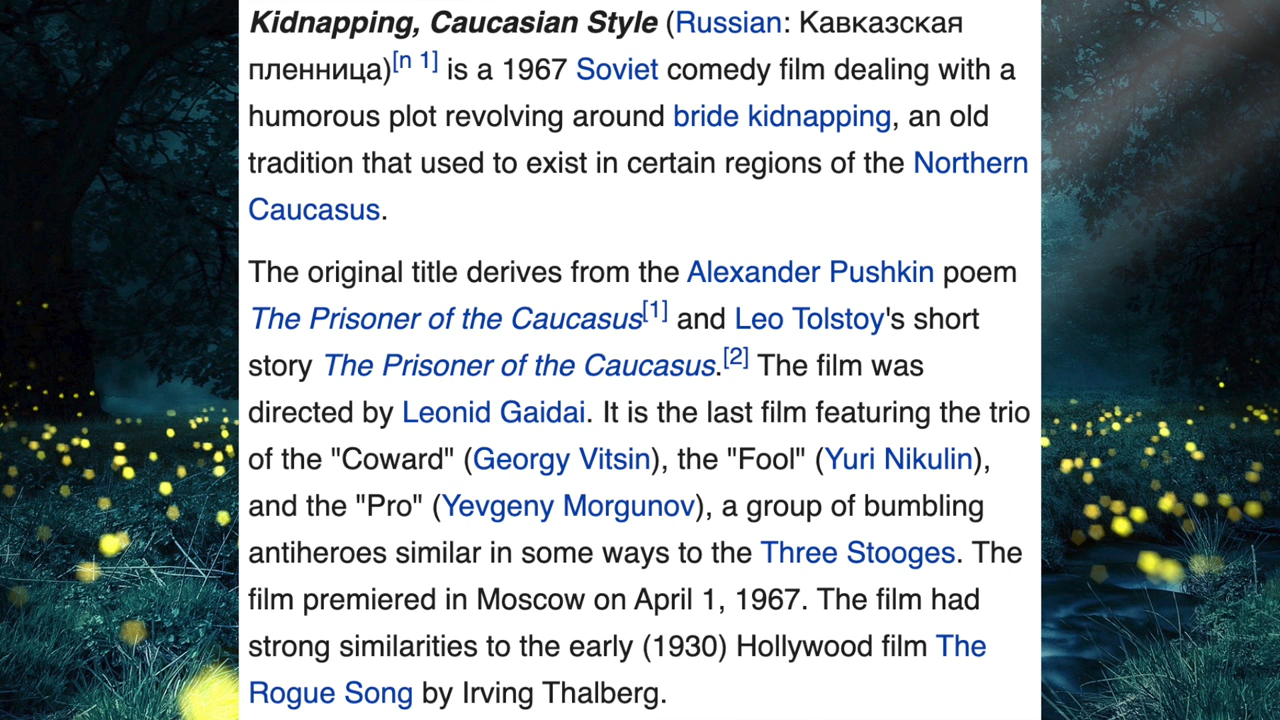 Kidnapping, Caucasian Style (Russian: Кавказская
пленница)[n 1] is a 1967 Soviet comedy film dealing with a
humorous plot revolving around bride kidnapping, an old
tradition that used to exist in certain regions of the Northern
Caucasus.
The original title derives from the Alexander Pushkin poem
The Prisoner of the Caucasus[1] and Leo Tolstoy's short
story The Prisoner of the Caucasus.[2] The film was
directed by Leonid Gaidai. It is the last film featuring the trio
of the "Coward" (Georgy Vitsin), the "Fool" (Yuri Nikulin),
and the "Pro" (Yevgeny Morgunov), a group of bumbling
antiheroes similar in some ways to the Three Stooges. The
film premiered in Moscow on April 1, 1967. The film had
strong similarities to the early (1930) Hollywood film The
Rogue Song by Irving Thalberg.